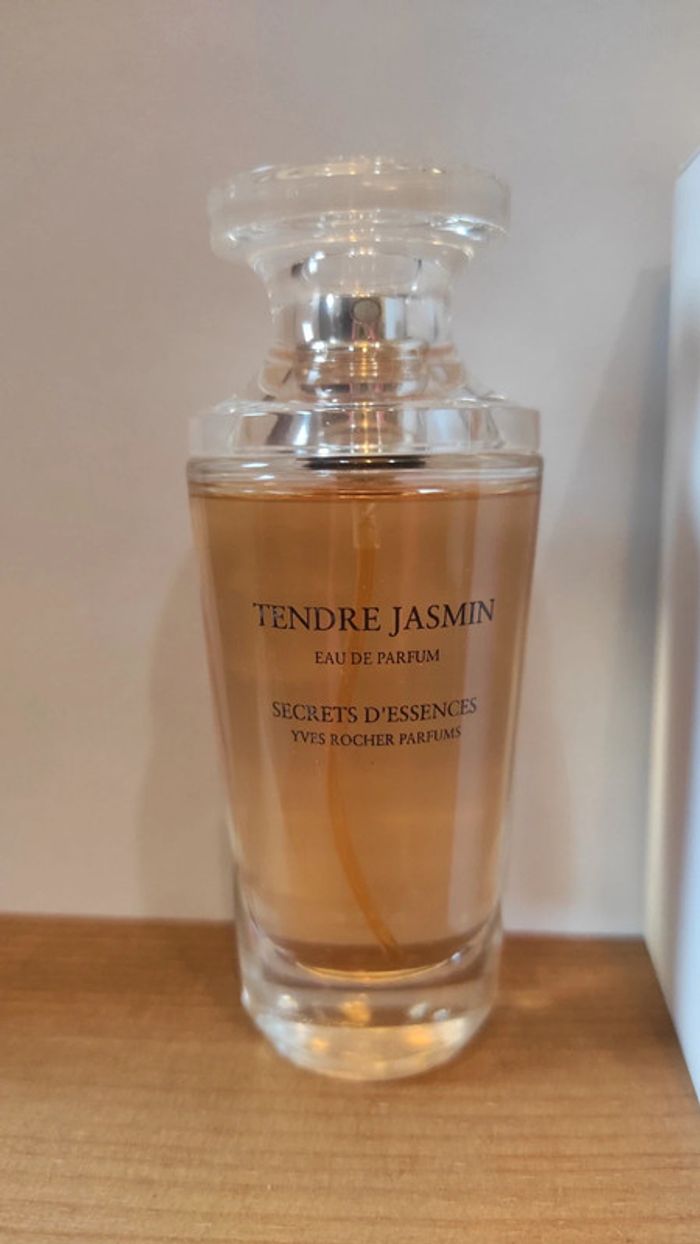 TENDRE JASMIN
EAU DE PARFUM
SECRETS D'ESSENCES
YVES ROCHER PARFUMS